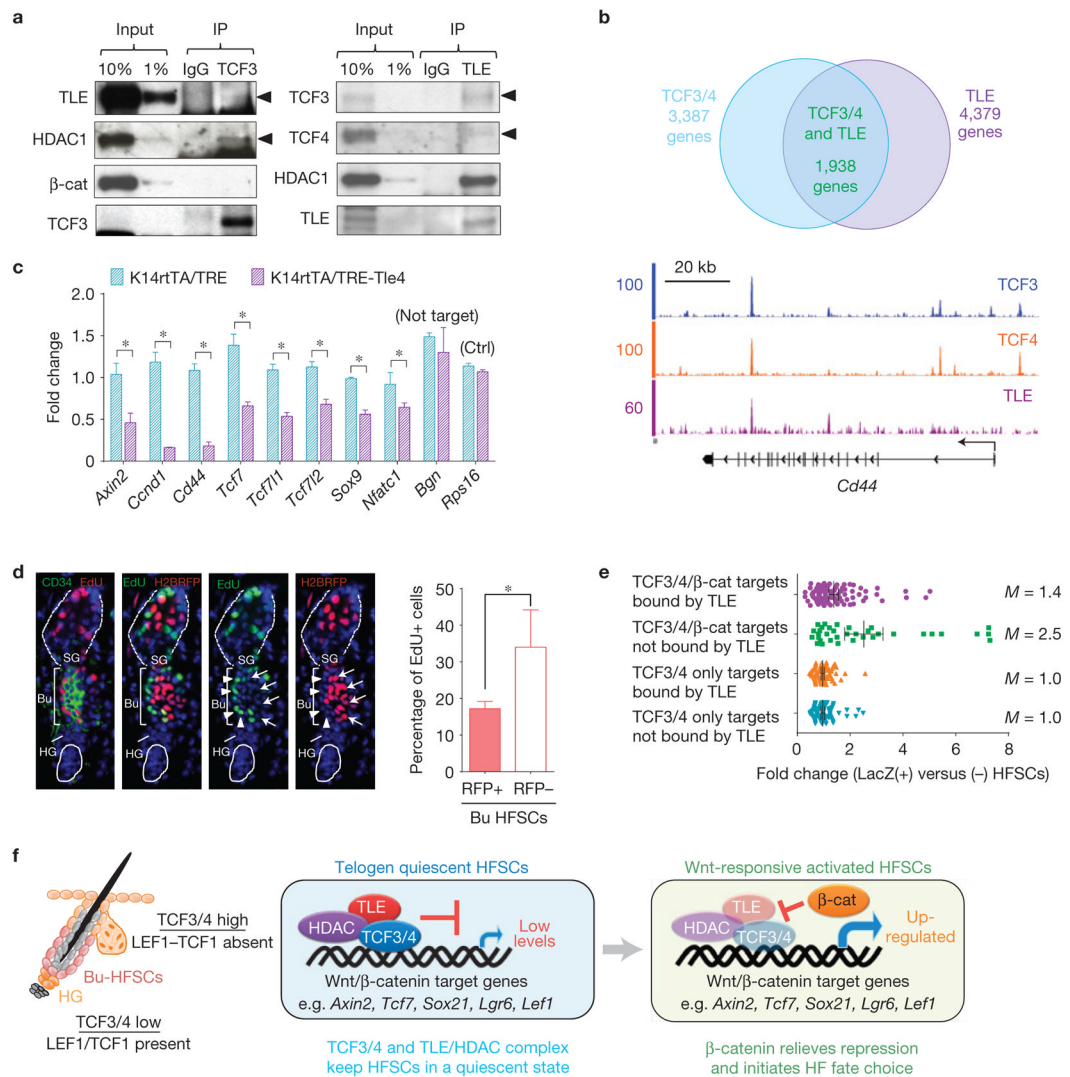 a
Input
IP
10%
1%
IgG
TCF3
TLE
HDAC1
β-cat
TCF3
Input
IP
10%
1%
IgG
TLE
TCF3
TCF4
HDAC1
TLE
b
TCF3/4
3,387
genes
TCF3/4
and TLE
1,938
genes
TLE
4,379
genes
20 kb
100
TCF3
100
TCF4
60
TLE
Cd44
c
K14rtTA/TRE
K14rtTA/TRE-Tle4
Fold change
2.0
1.5
1.0
0.5
0
*
*
*
*
*
*
*
*
(Not target)
(Ctrl)
Axin2
Ccnd1
Cd44
Tcf7
Tcf7l1
Tcf7l2
Sox9
Nfatc1
Bgn
Rps16
d
CD34 EdU
SG
Bu
HG
EdU H2BRFP
SG
Bu
HG
EdU
SG
Bu
HG
H2BRFP
SG
Bu
HG
Percentage of EdU+ cells
50
40
30
20
10
0
*
RFP+
RFP–
Bu HFSCs
e
TCF3/4/β-cat targets
bound by TLE
M = 1.4
TCF3/4/β-cat targets
not bound by TLE
M = 2.5
TCF3/4 only targets
bound by TLE
M = 1.0
TCF3/4 only targets
not bound by TLE
M = 1.0
0
2
4
6
8
Fold change (LacZ(+) versus (–) HFSCs)
f
TCF3/4 high
LEF1–TCF1 absent
Bu-HFSCs
HG
TCF3/4 low
LEF1/TCF1 present
Telogen quiescent HFSCs
TLE
HDAC
TCF3/4
Low
levels
Wnt/β-catenin target genes
e.g. Axin2, Tcf7, Sox21, Lgr6, Lef1
TCF3/4 and TLE/HDAC complex
keep HFSCs in a quiescent state
Wnt-responsive activated HFSCs
TLE
β-cat
HDAC
TCF3/4
Up-
regulated
Wnt/β-catenin target genes
e.g. Axin2, Tcf7, Sox21, Lgr6, Lef1
β-catenin relieves repression
and initiates HF fate choice